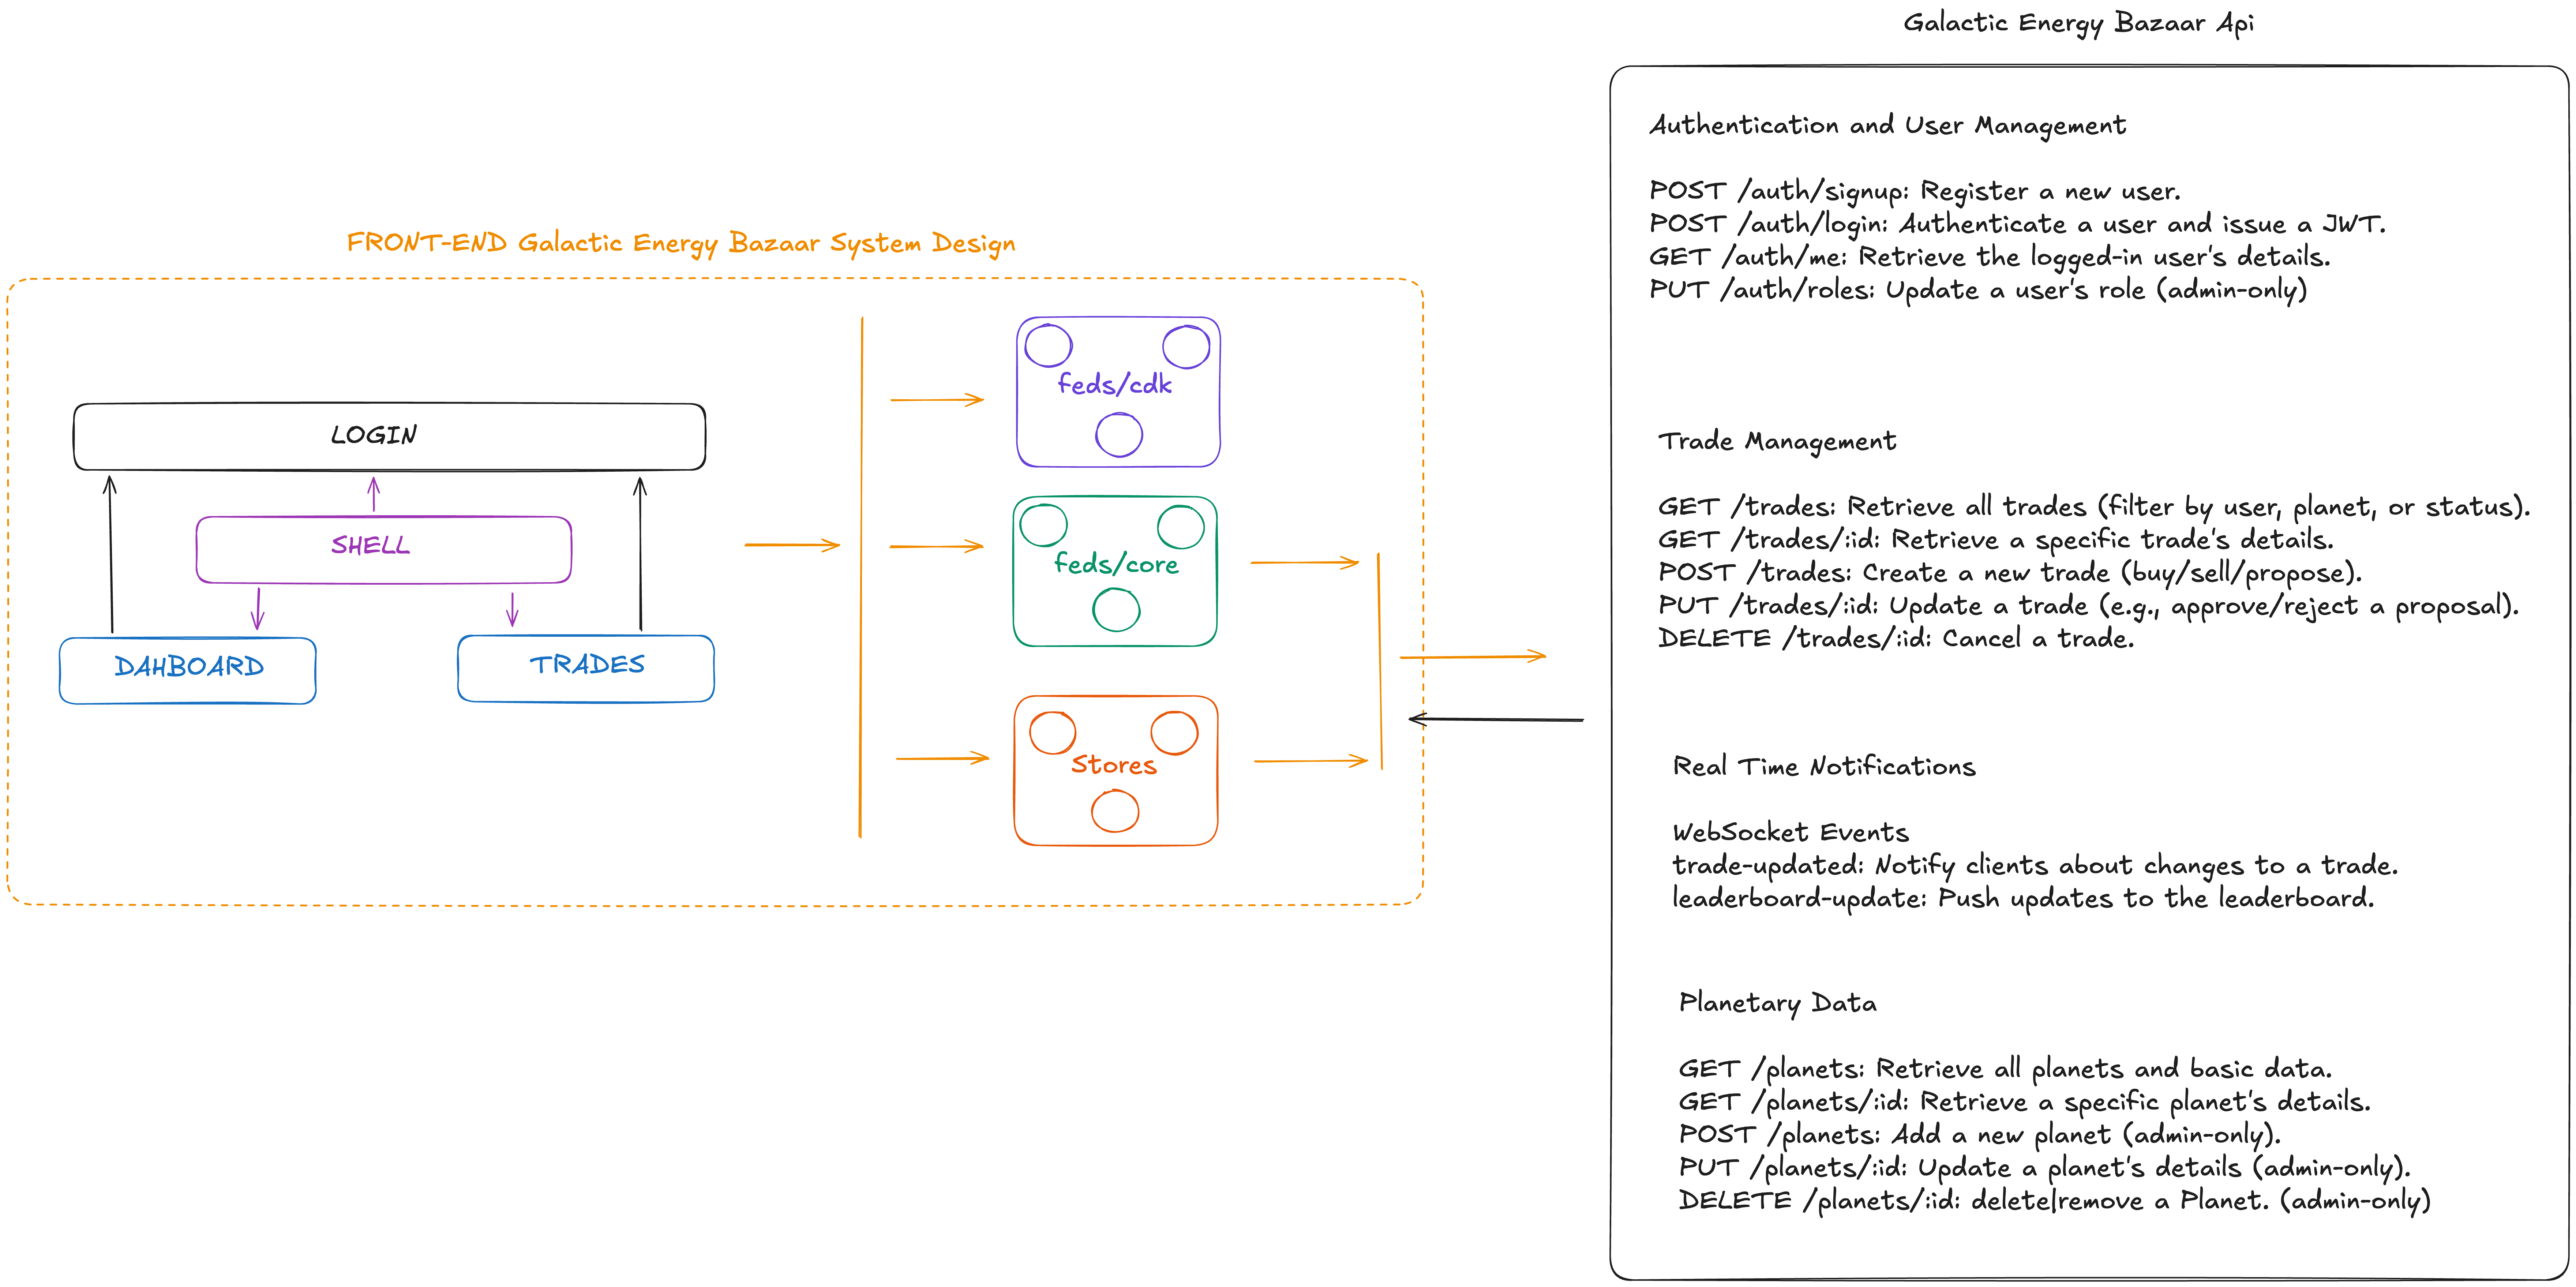 Galactic Energy Bazaar Api
FRONT-END Galactic Energy Bazaar System Design
LOGIN
SHELL
DAHBOARD
TRADES
feds/cdk
feds/core
Stores
Authentication and User Management
POST /auth/signup: Register a new user.
POST /auth/login: Authenticate a user and issue a JWT.
GET /auth/me: Retrieve the logged-in user's details.
PUT /auth/roles: Update a user's role (admin-only)
Trade Management
GET /trades: Retrieve all trades (filter by user, planet, or status).
GET /trades/:id: Retrieve a specific trade's details.
POST /trades: Create a new trade (buy/sell/propose).
PUT /trades/:id: Update a trade (e.g., approve/reject a proposal).
DELETE /trades/:id: Cancel a trade.
Real Time Notifications
WebSocket Events
trade-updated: Notify clients about changes to a trade.
leaderboard-update: Push updates to the leaderboard.
Planetary Data
GET /planets: Retrieve all planets and basic data.
GET /planets/:id: Retrieve a specific planet's details.
POST /planets: Add a new planet (admin-only).
PUT /planets/:id: Update a planet's details (admin-only).
DELETE /planets/:id: delete|remove a Planet. (admin-only)